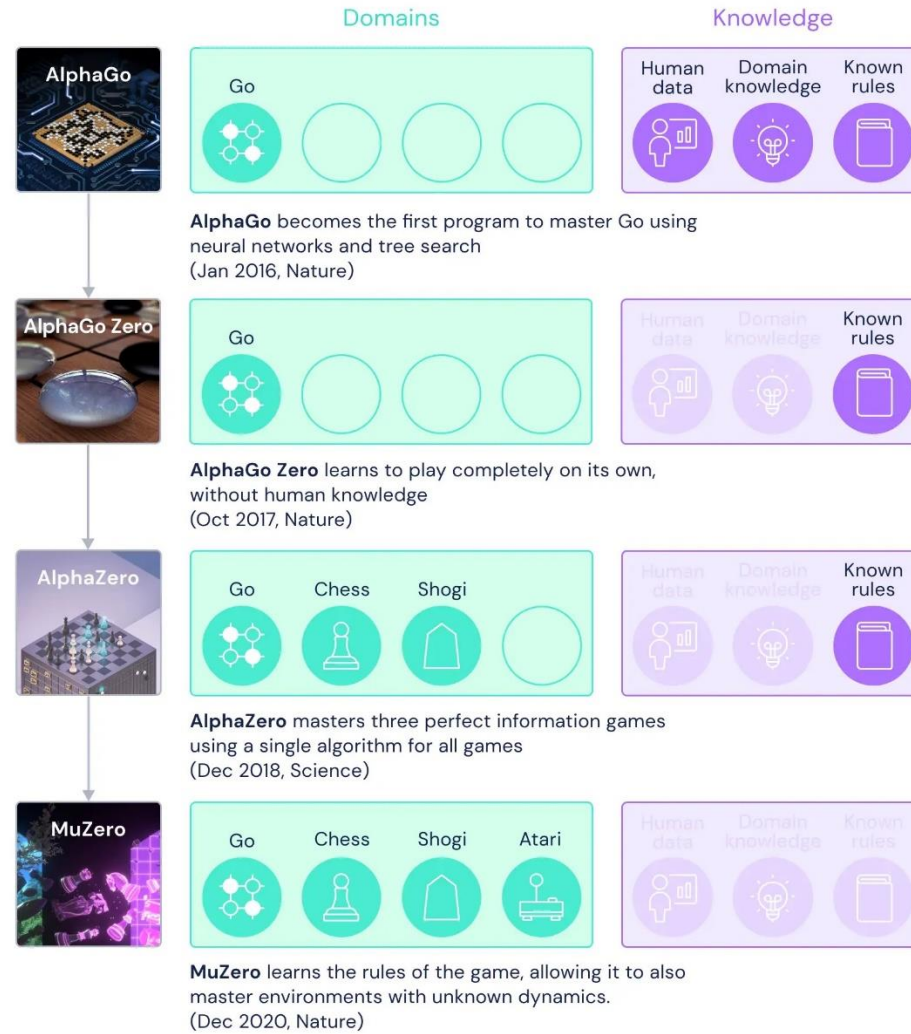 Domains
Knowledge
AlphaGo
Go
Human data
Domain knowledge
Known rules
AlphaGo becomes the first program to master Go using
neural networks and tree search
(Jan 2016, Nature)
AlphaGo Zero
Go
Human data
Domain knowledge
Known rules
AlphaGo Zero learns to play completely on its own,
without human knowledge
(Oct 2017, Nature)
AlphaZero
Go
Chess
Shogi
Human data
Domain knowledge
Known rules
AlphaZero masters three perfect information games
using a single algorithm for all games
(Dec 2018, Science)
MuZero
Go
Chess
Shogi
Atari
Human data
Domain knowledge
Known rules
MuZero learns the rules of the game, allowing it to also
master environments with unknown dynamics.
(Dec 2020, Nature)